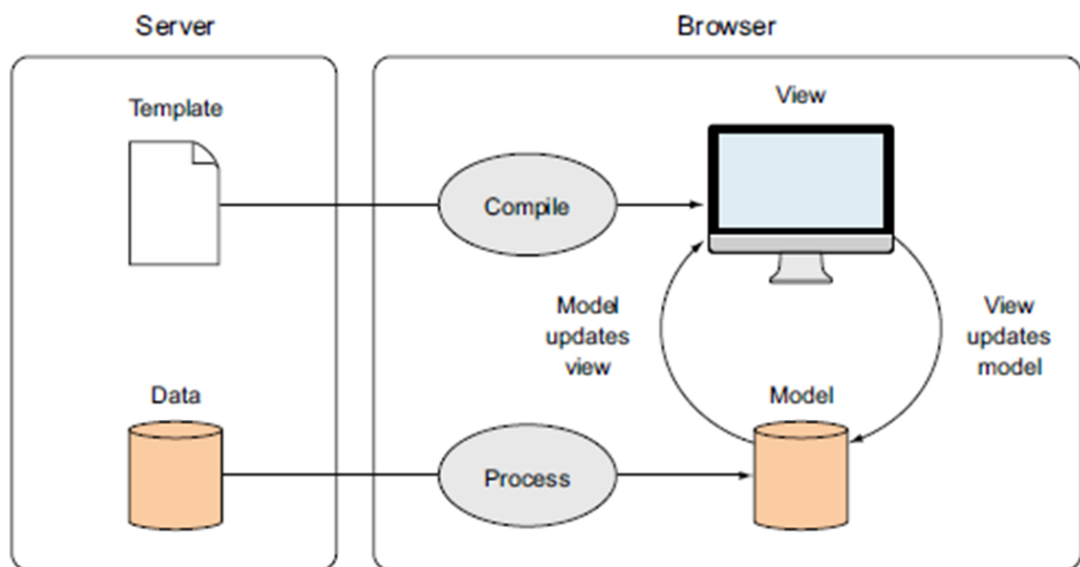 Server
Browser
Template
View
Compile
Model
updates
view
View
updates
model
Data
Model
Process